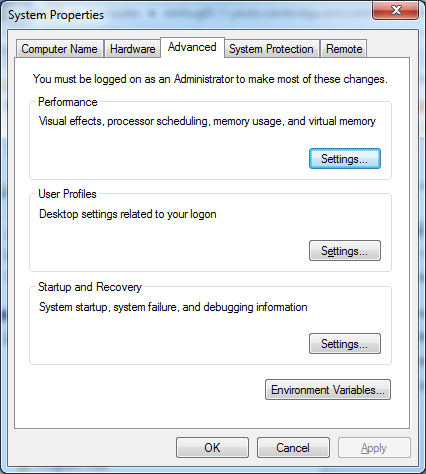 System Properties
Computer Name Hardware Advanced System Protection Remote
You must be logged on as an Administrator to make most of these changes.
Performance
Visual effects, processor scheduling, memory usage, and virtual memory
Settings...
User Profiles
Desktop settings related to your logon
Settings...
Startup and Recovery
System startup, system failure, and debugging information
Settings...
Environment Variables...
OK Cancel Apply